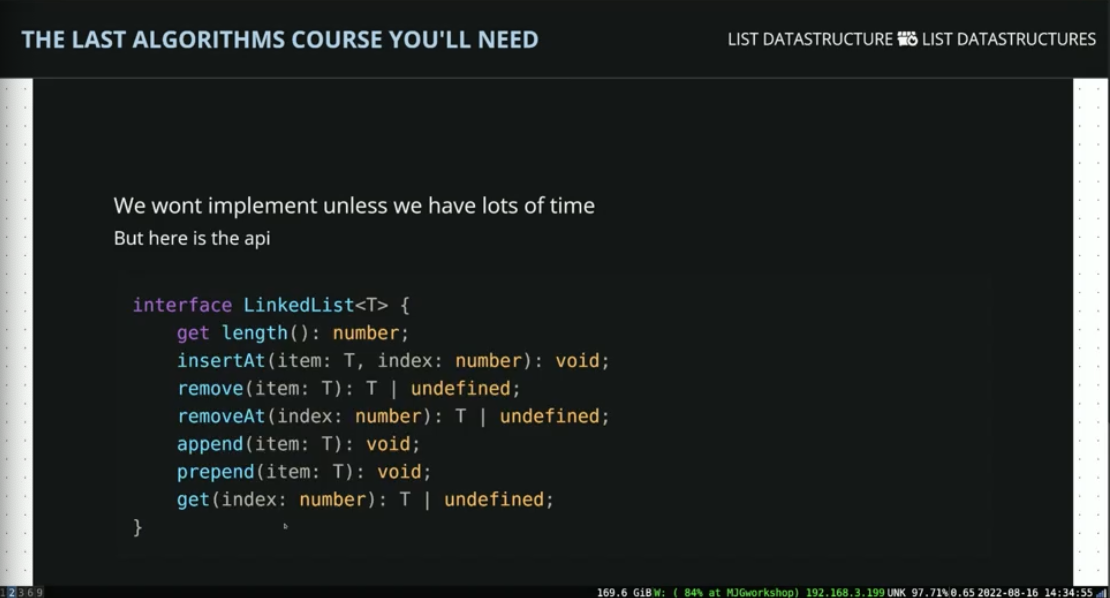 THE LAST ALGORITHMS COURSE YOU'LL NEED
LIST DATASTRUCTURE LIST DATASTRUCTURES
We wont implement unless we have lots of time
But here is the api
interface LinkedList<T> {
    get length(): number;
    insertAt(item: T, index: number): void;
    remove(item: T): T | undefined;
    removeAt(index: number): T | undefined;
    append(item: T): void;
    prepend(item: T): void;
    get(index: number): T | undefined;
}
1 2 3 6 9
169.6 GiB W: ( 84% at MJGworkshop) 192.168.3.199 UNK 97.71% 0.65 2022-08-16 14:34:55